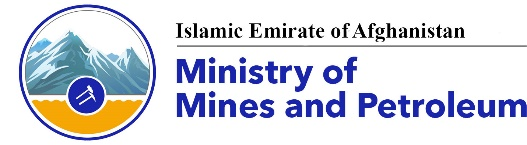 Islamic Emirate of Afghanistan
Ministry of
Mines and Petroleum